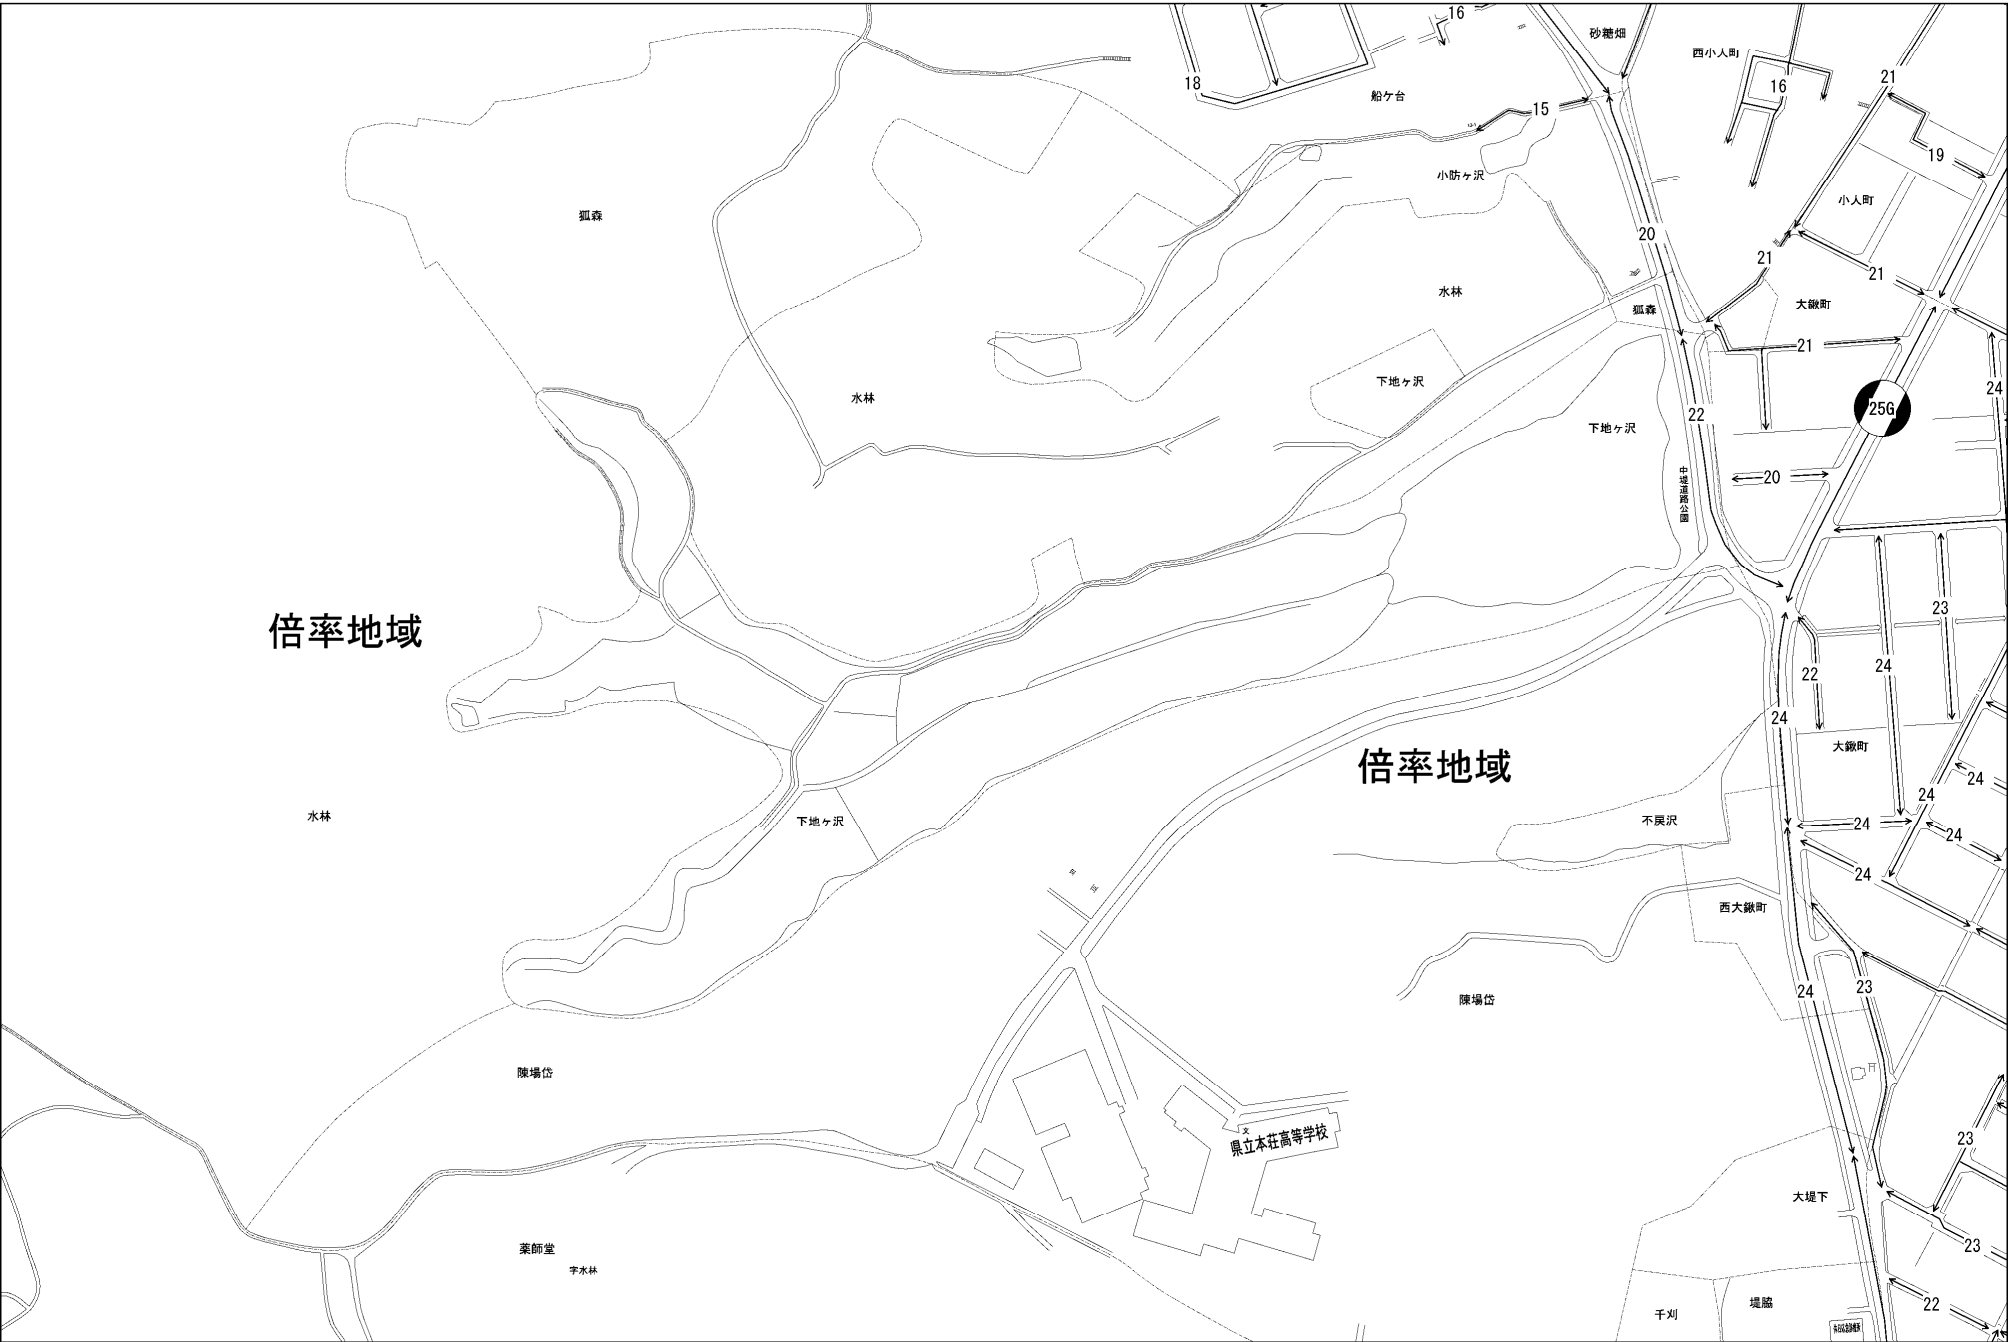 16
砂糖畑
西小人町
18
16
21
船ケ台
15
19
小防ヶ沢
小人町
狐森
20
21
21
水林
大鍬町
狐森
21
下地ヶ沢
24
水林
25G
22
下地ヶ沢
20
中堤道路公園
23
倍率地域
24
22
24
大鍬町
倍率地域
24
24
水林
下地ヶ沢
不戻沢
24
24
24
西大鍬町
23
24
陳場岱
陳場岱
文
県立本荘高等学校
23
大堤下
薬師堂
23
字水林
堤脇
22
千刈